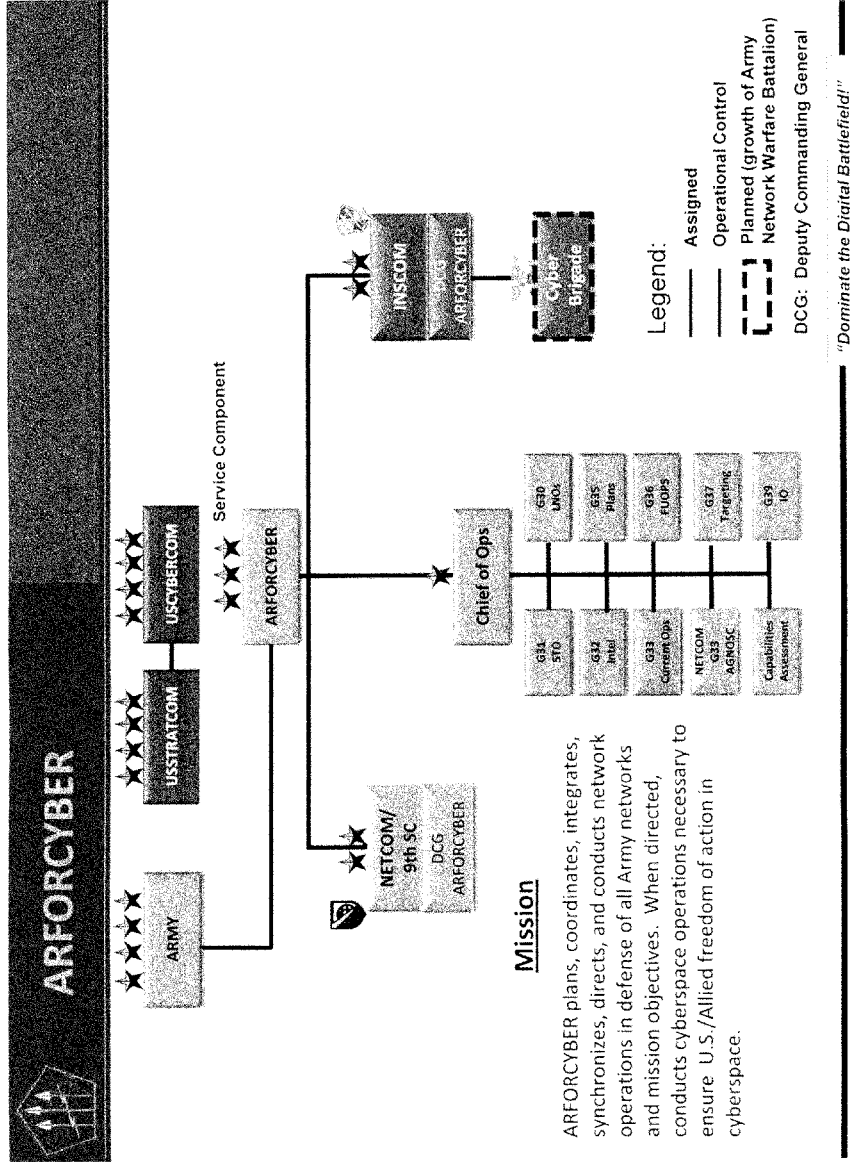 ARFORCYBER
ARMY
USSTRATCOM
USCYBERCOM
Service Component
ARFORCYBER
NETCOM/
9th SC
DCG
ARFORCYBER
INSCOM
DCG
ARFORCYBER
Cyber
Brigade
Chief of Ops
G31
STO
G30
LNOs
G32
Intel
G35
Plans
G33
Current Ops
G36
FUOPS
NETCOM
G33
AGNOSC
G37
Targeting
Capabilities
Assessment
G39
IO
Mission
ARFORCYBER plans, coordinates, integrates,
synchronizes, directs, and conducts network
operations in defense of all Army networks
and mission objectives. When directed,
conducts cyberspace operations necessary to
ensure U.S./Allied freedom of action in
cyberspace.
Legend:
Assigned
Operational Control
Planned (growth of Army
Network Warfare Battalion)
DCG: Deputy Commanding General
"Dominate the Digital Battlefield!"